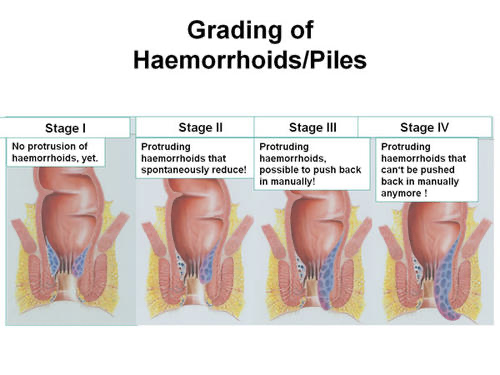 Grading of
Haemorrhoids/Piles
Stage I
No protrusion of
haemorrhoids, yet.
Stage II
Protruding
haemorrhoids that
spontaneously reduce!
Stage III
Protruding
haemorrhoids,
possible to push back
in manually!
Stage IV
Protruding
haemorrhoids that
can't be pushed
back in manually
anymore !